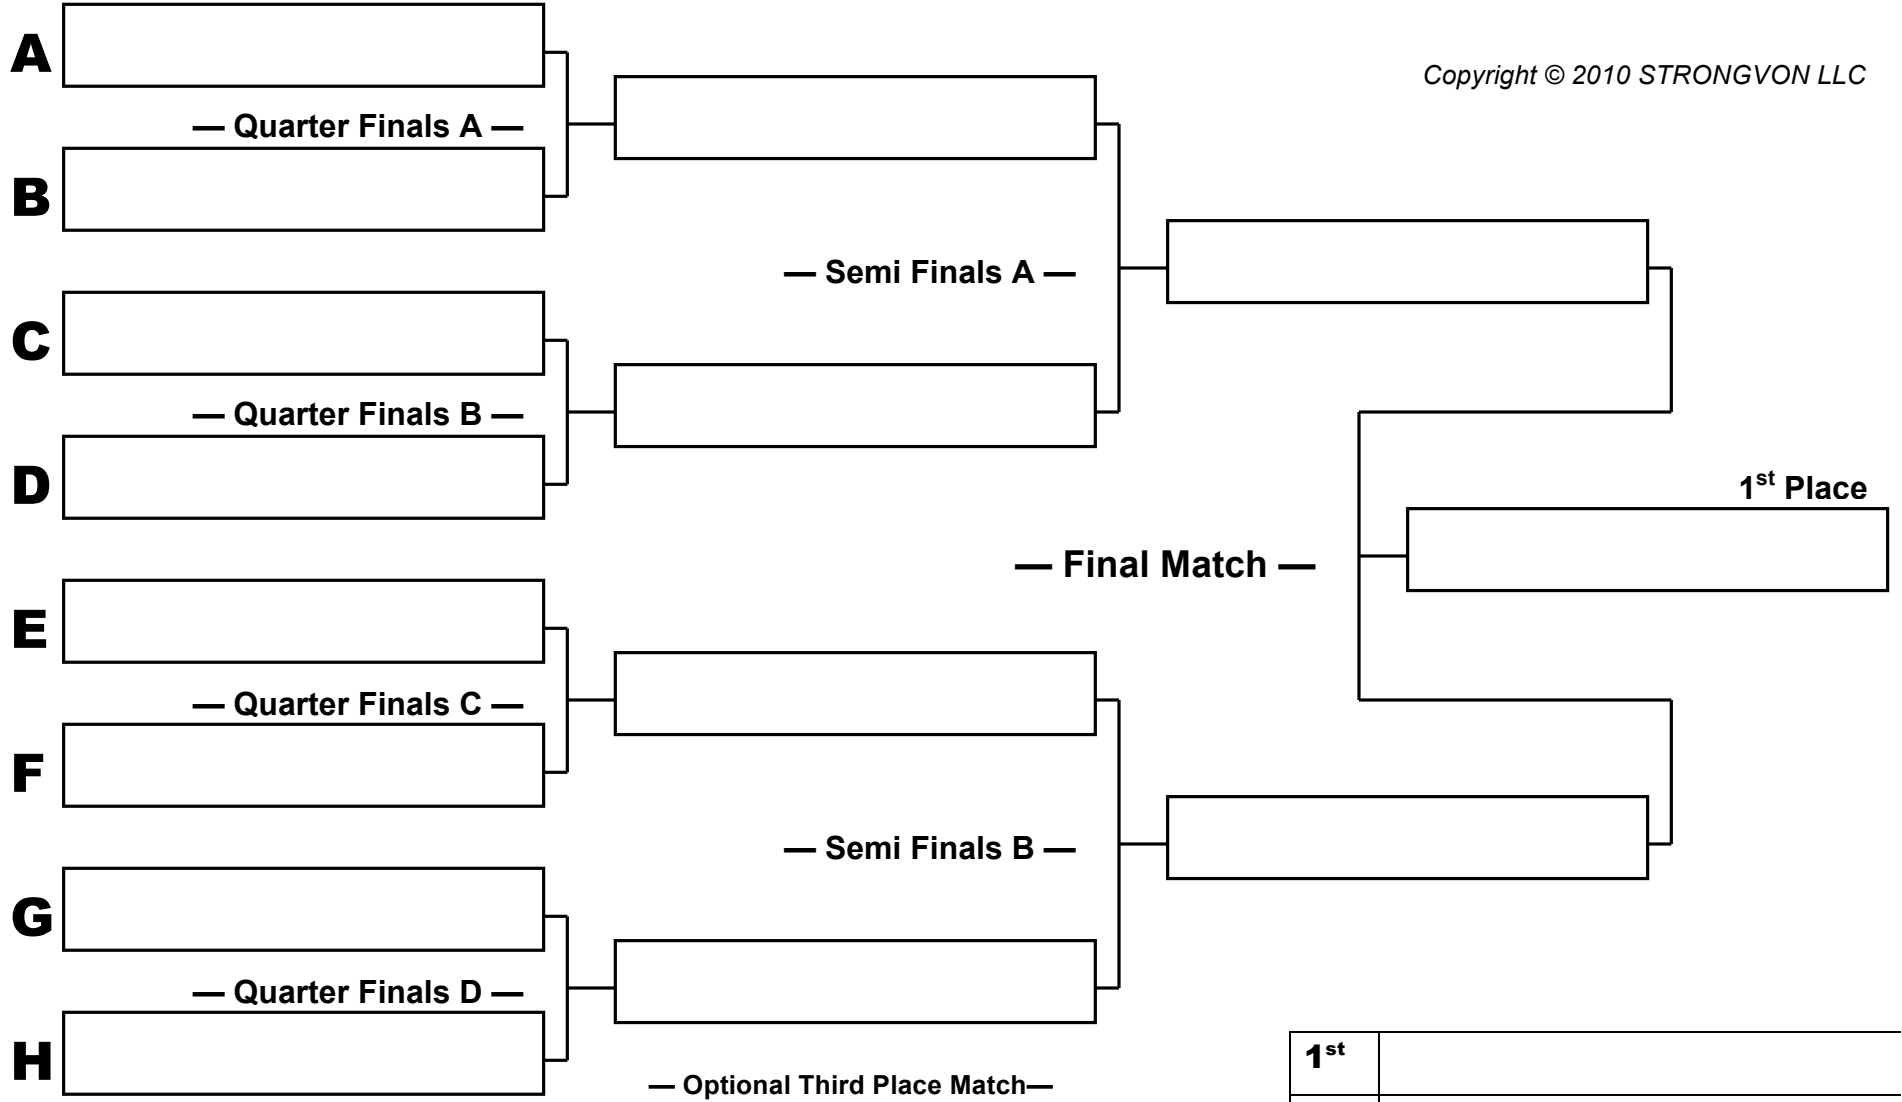 A
Copyright © 2010 STRONGVON LLC
— Quarter Finals A —
B
— Semi Finals A —
C
— Quarter Finals B —
D
1st Place
— Final Match —
E
— Quarter Finals C —
F
— Semi Finals B —
G
— Quarter Finals D —
H
1st
— Optional Third Place Match—